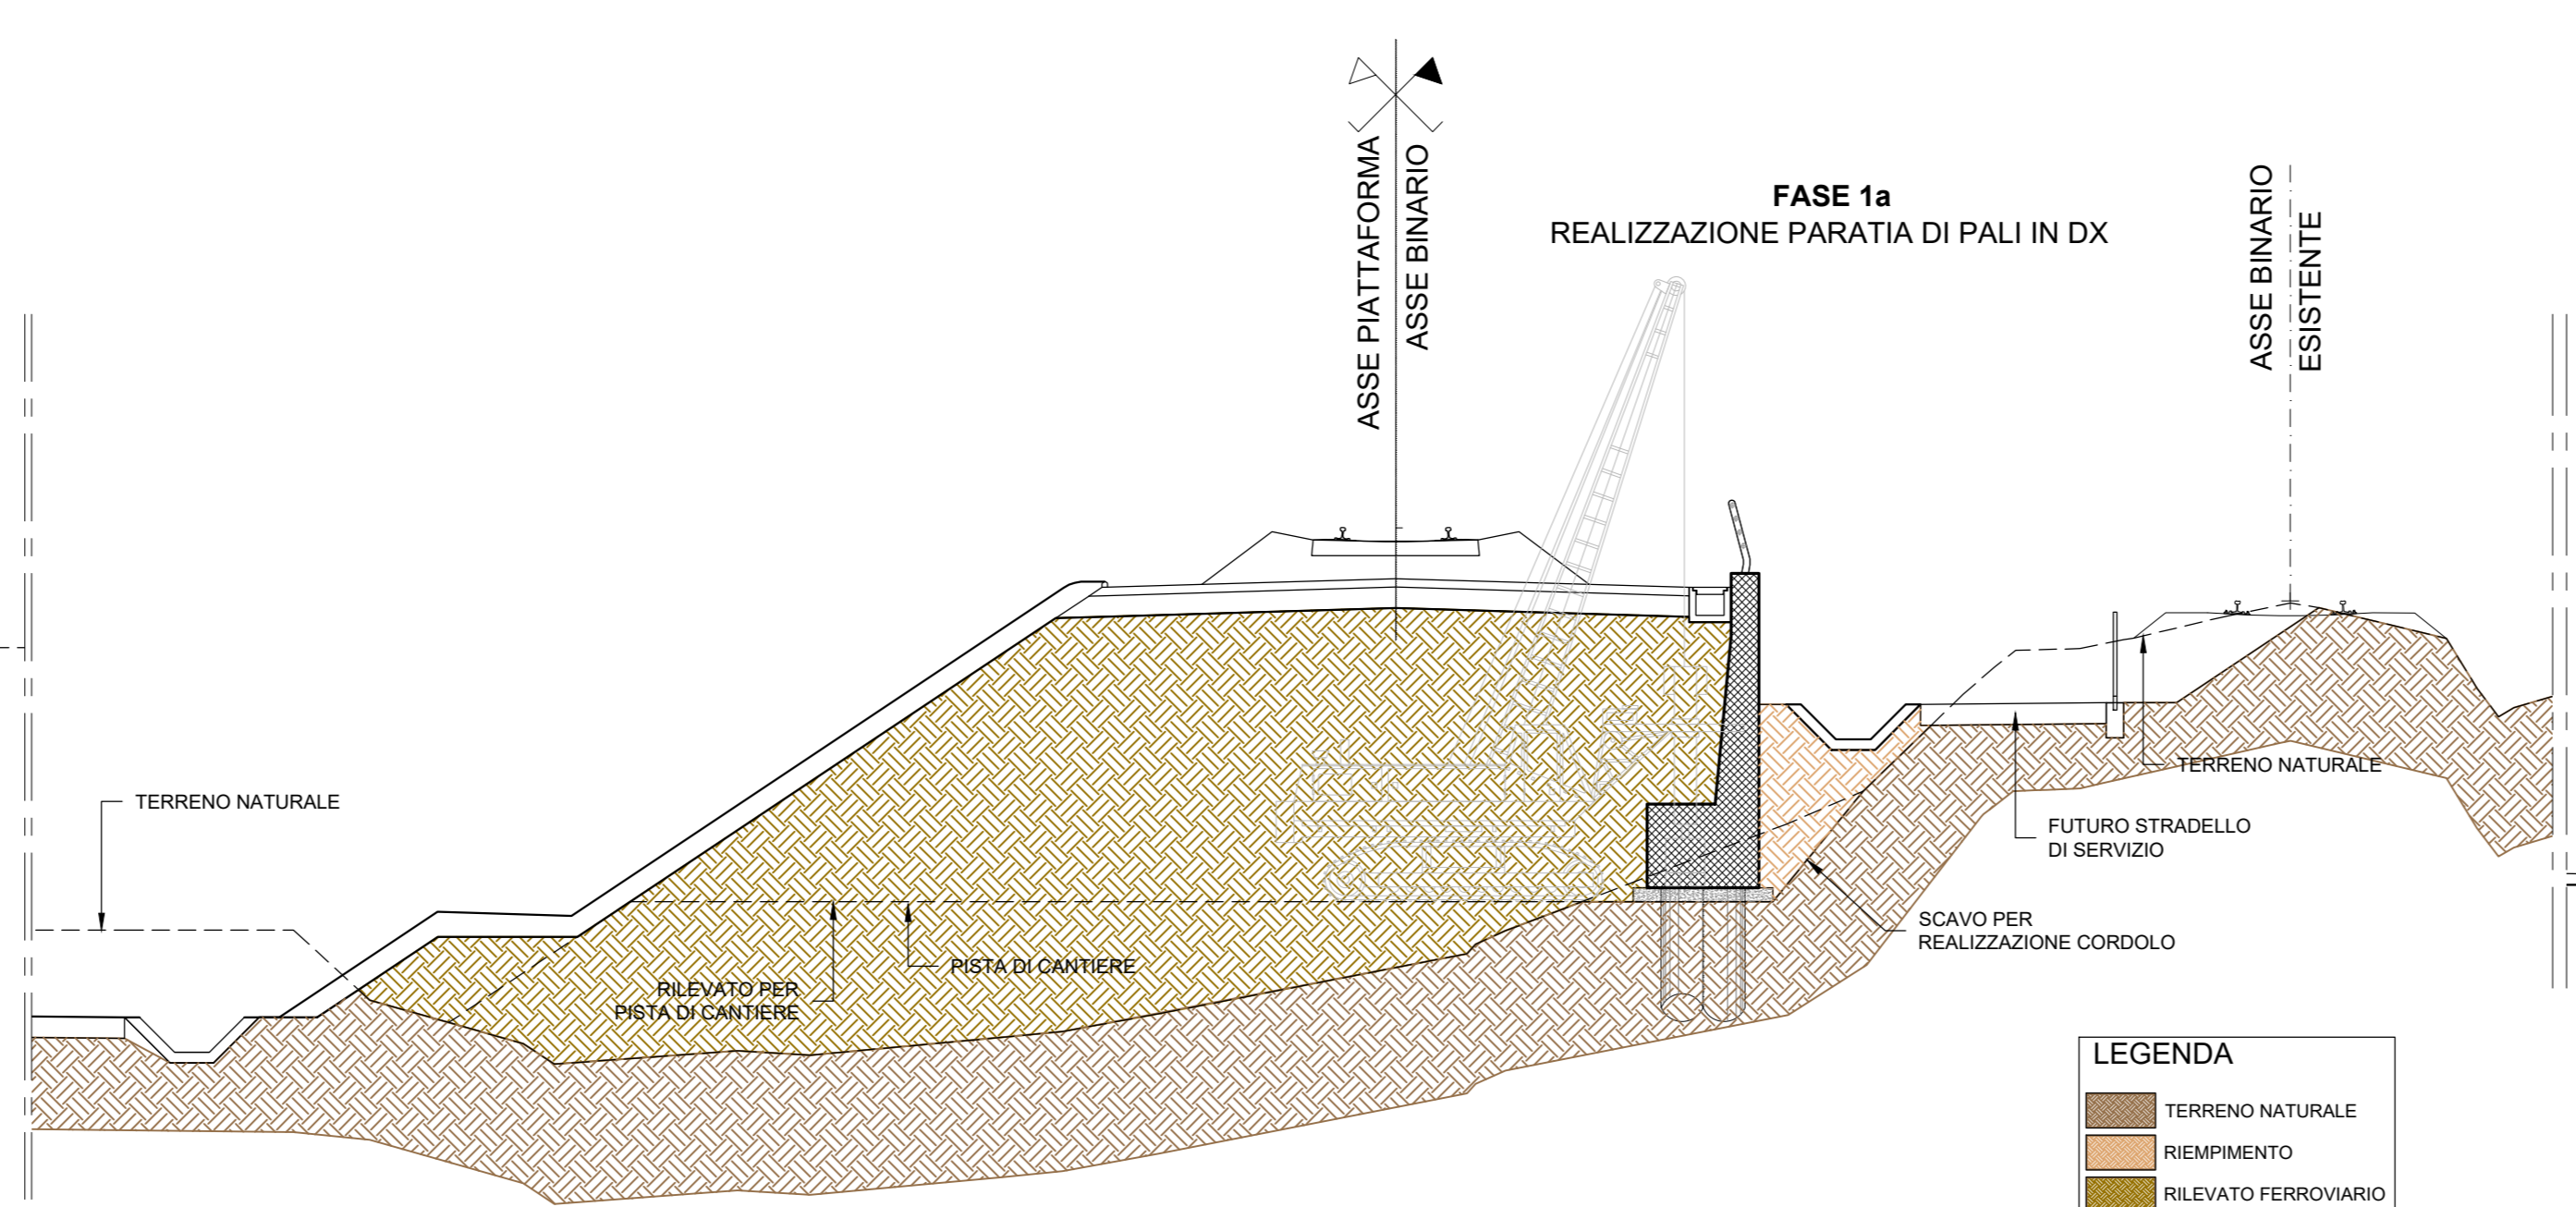 ASSE PIATTAFORMA
ASSE BINARIO
FASE 1a
REALIZZAZIONE PARATIA DI PALI IN DX
ASSE BINARIO
ESISTENTE
TERRENO NATURALE
TERRENO NATURALE
FUTURO STRADELLO
DI SERVIZIO
SCAVO PER
REALIZZAZIONE CORDOLO
PISTA DI CANTIERE
RILEVATO PER
PISTA DI CANTIERE
LEGENDA
TERRENO NATURALE
RIEMPIMENTO
RILEVATO FERROVIARIO